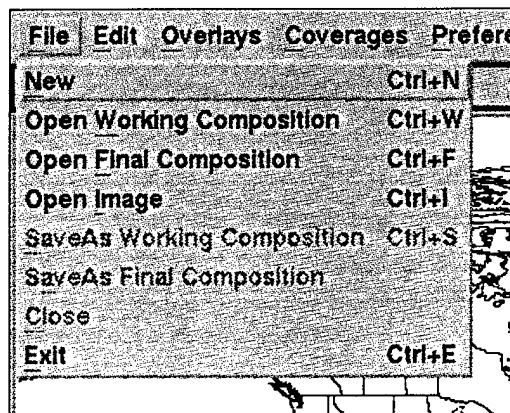 File Edit Overlays Coverages Prefere
New Ctrl+N
Open Working Composition Ctrl+W
Open Final Composition Ctrl+F
Open Image Ctrl+I
SaveAs Working Composition Ctrl+S
SaveAs Final Composition
Close
Exit Ctrl+E